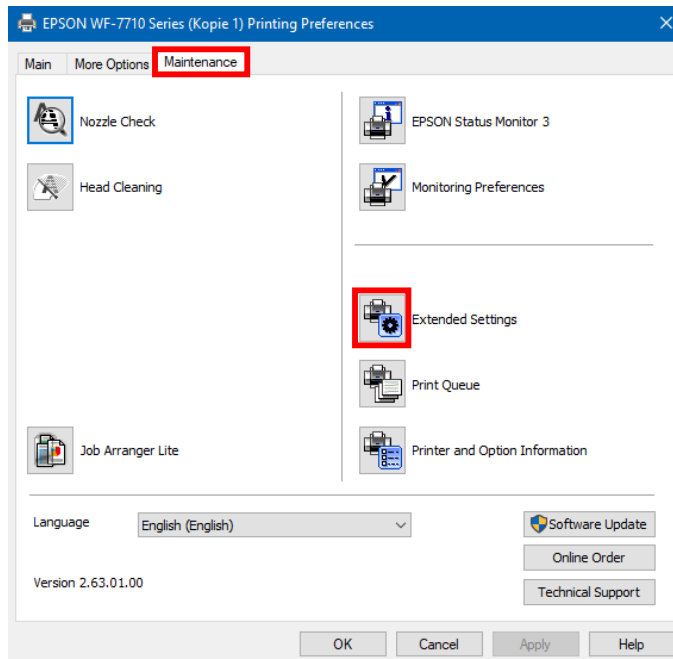 EPSON WF-7710 Series (Kopie 1) Printing Preferences
Main More Options Maintenance
Nozzle Check
EPSON Status Monitor 3
Head Cleaning
Monitoring Preferences
Extended Settings
Print Queue
Job Arranger Lite
Printer and Option Information
Language English (English)
Software Update
Online Order
Version 2.63.01.00
Technical Support
OK Cancel Apply Help